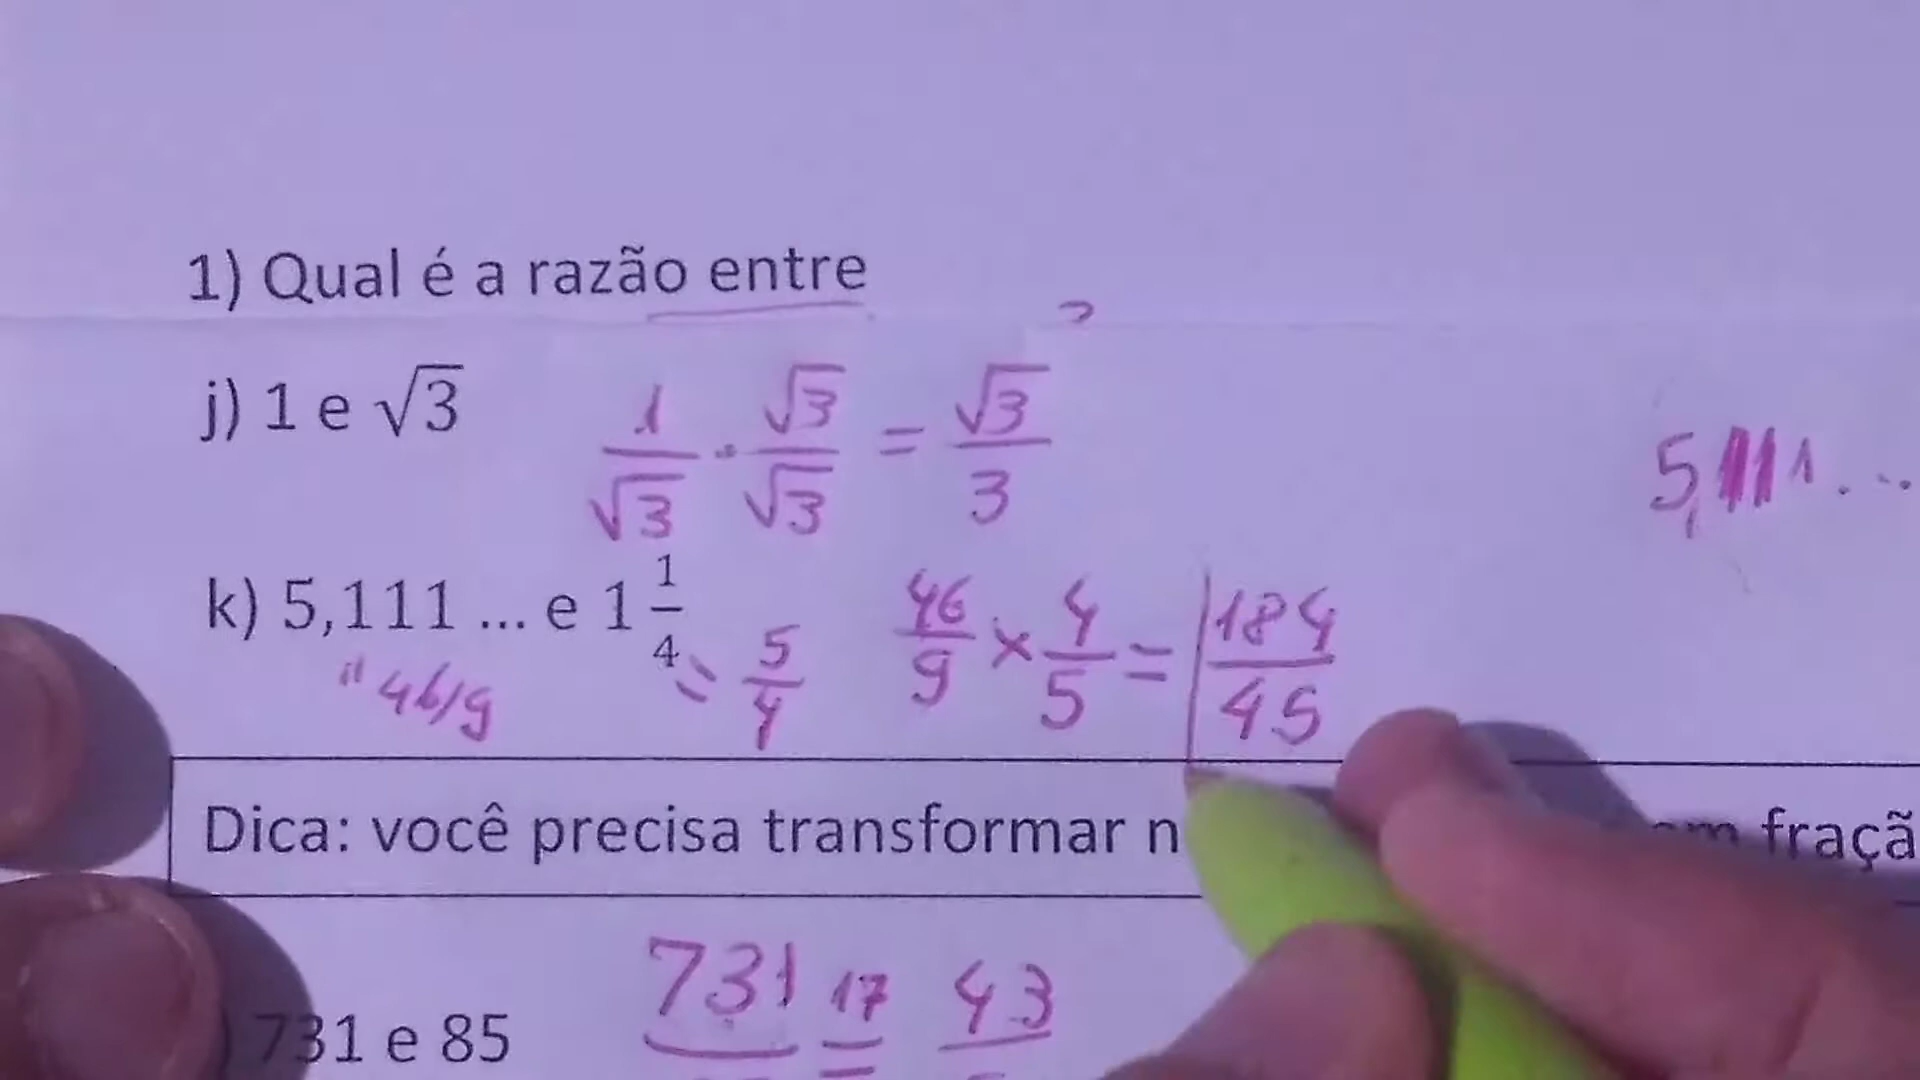 1) Qual é a razão entre
j) 1 e √3 1/√3 · √3/√3 = √3/3
5,111...
k) 5,111 ... e 1 1/4 = 5/4 46/9 × 4/5 = 184/45
" 46/9
Dica: você precisa transformar n em fraçã
731 e 85 731 = 17 43